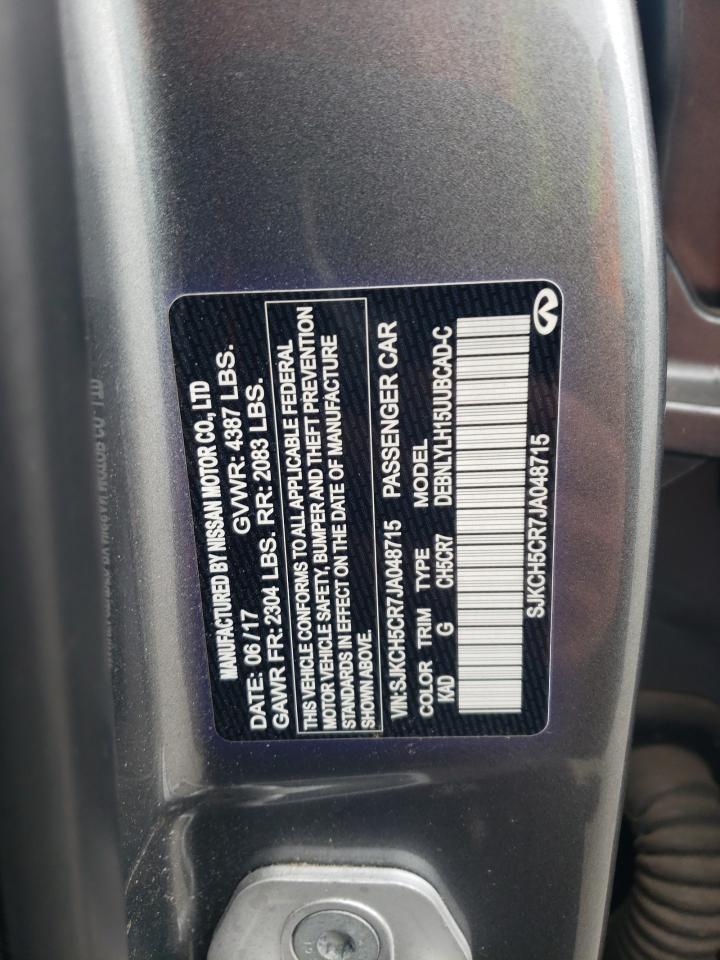 MANUFACTURED BY NISSAN MOTOR CO., LTD
DATE: 06/17 GVWR: 4387 LBS.
GAWR FR: 2304 LBS. RR: 2083 LBS.
THIS VEHICLE CONFORMS TO ALL APPLICABLE FEDERAL
MOTOR VEHICLE SAFETY, BUMPER AND THEFT PREVENTION
STANDARDS IN EFFECT ON THE DATE OF MANUFACTURE
SHOWN ABOVE.
VIN: SJKCH5CR7JA048715 PASSENGER CAR
COLOR TRIM TYPE MODEL
KAD G CH5CR7 DEBNLYLH15UUBCAD-C
SJKCH5CR7JA048715